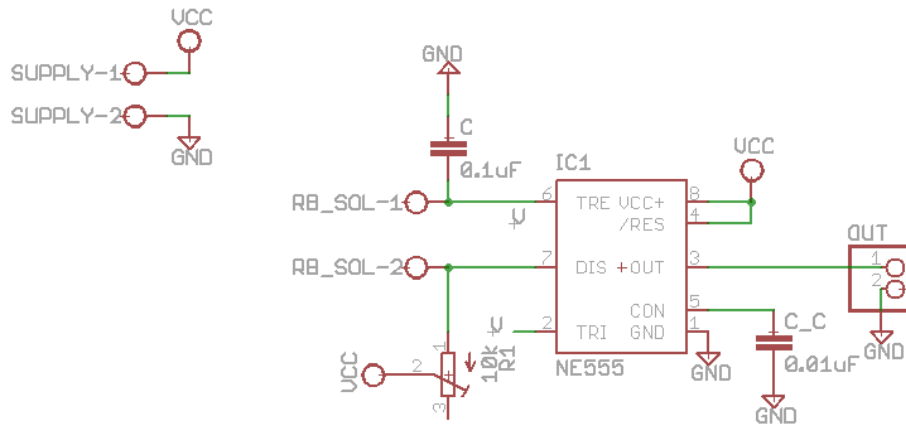 VCC
SUPPLY-1
SUPPLY-2
GND
GND
C
0.1uF
RB_SOL-1
RB_SOL-2
V
V
IC1
6 TRE VCC+ 8
/RES 4
7 DIS +OUT 3
CON 5
2 TRI GND 1
NE555
VCC
OUT
1
2
GND
GND
C_C
0.01uF
GND
VCC
2
1
3
10k
R1